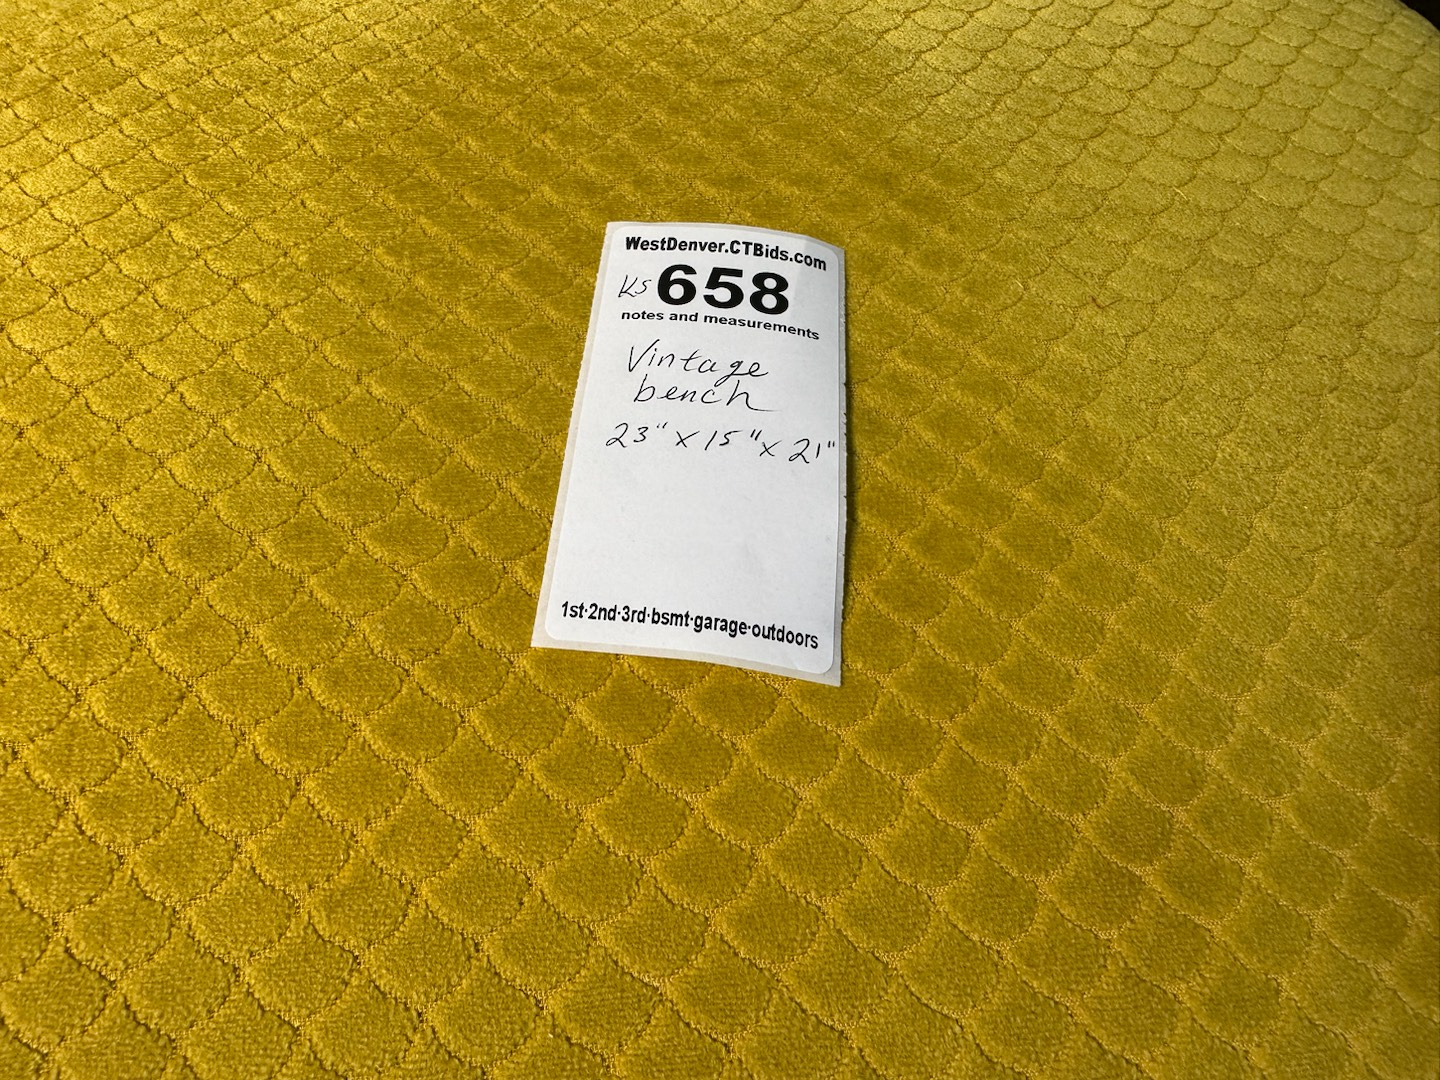 WestDenver.CTBids.com
KS 658
notes and measurements
Vintage
bench
23" x 15" x 21"
1st·2nd·3rd·bsmt·garage·outdoors